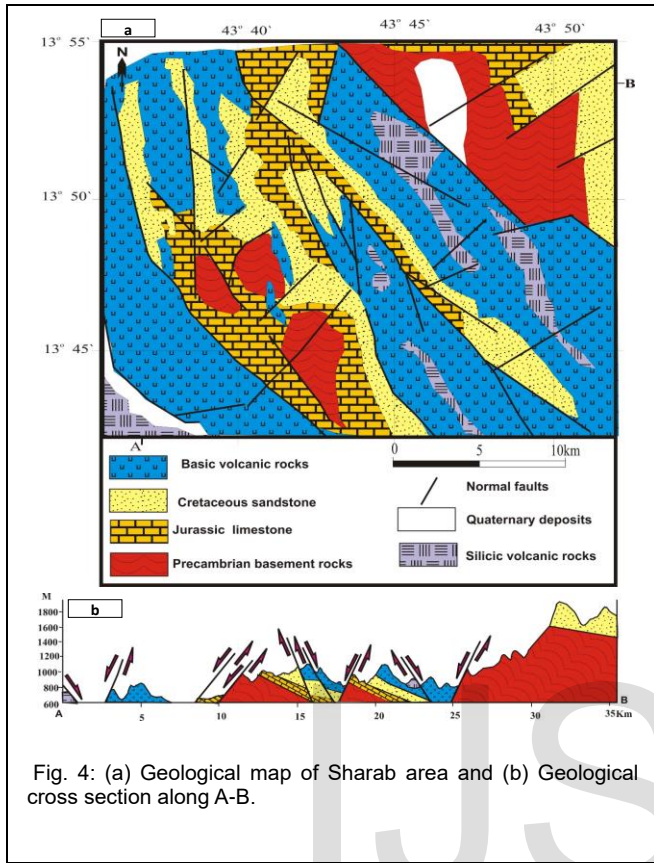 a
43° 40'
43° 45'
43° 50'
13° 55'
N
B
13° 50'
13° 45'
A
0 5 10km
Basic volcanic rocks
Cretaceous sandstone
Jurassic limestone
Precambrian basement rocks
Normal faults
Quaternary deposits
Silicic volcanic rocks
M
b
1800
1600
1400
1200
1000
800
600
A
5
10
15
20
25
30
35Km
B
Fig. 4: (a) Geological map of Sharab area and (b) Geological
cross section along A-B.
IJS